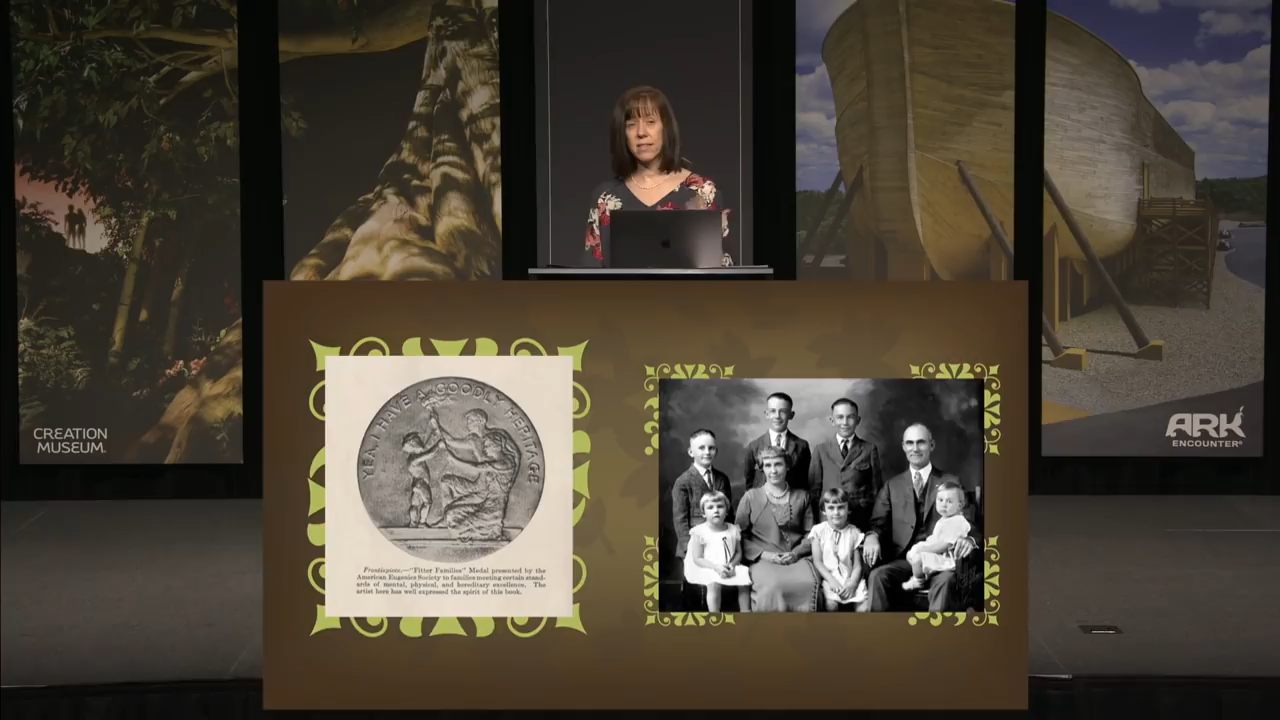 CREATION
MUSEUM
ARK
ENCOUNTER
YEA, I HAVE A GOODLY HERITAGE
Frontispiece.—"Fitter Families" Medal presented by the
American Eugenics Society to families meeting certain stand-
ards of mental, physical, and hereditary excellence. The
artist here has well expressed the spirit of this book.